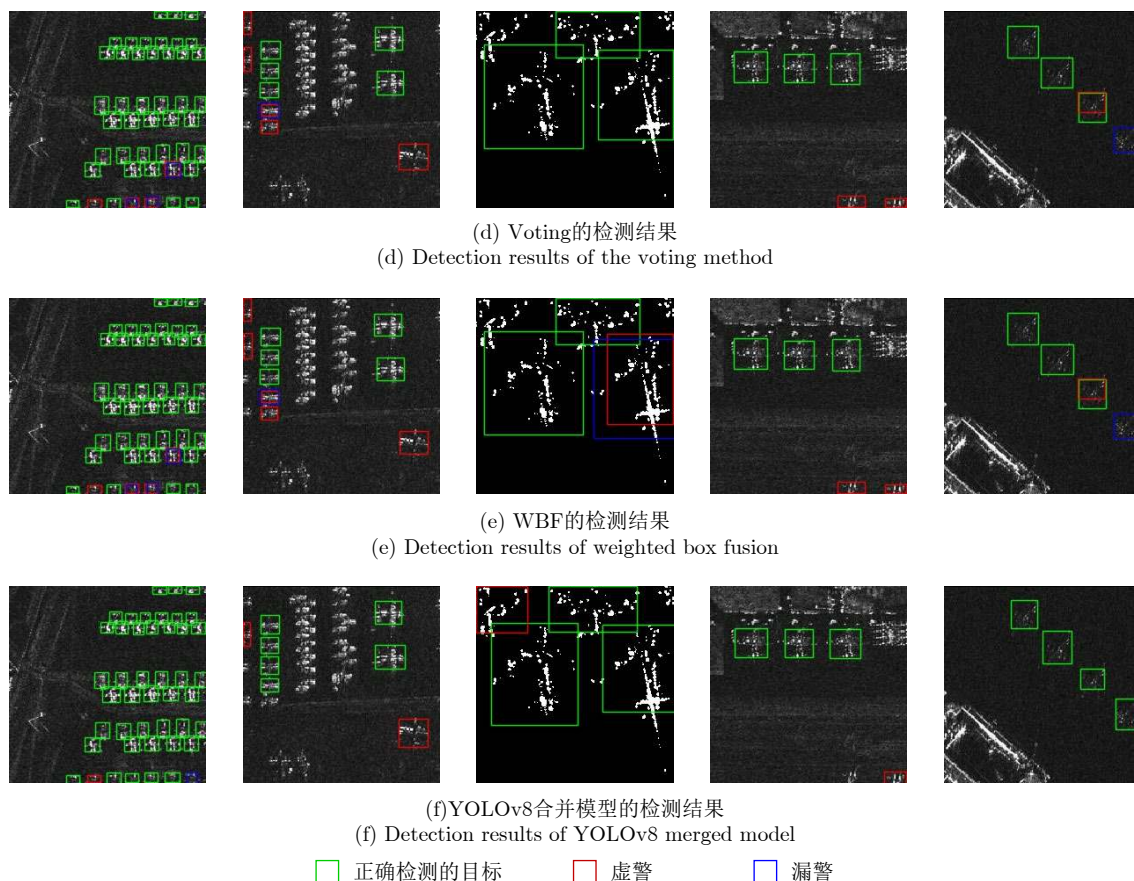 (d) Voting的检测结果
(d) Detection results of the voting method
(e) WBF的检测结果
(e) Detection results of weighted box fusion
(f)YOLOv8合并模型的检测结果
(f) Detection results of YOLOv8 merged model
正确检测的目标 虚警 漏警